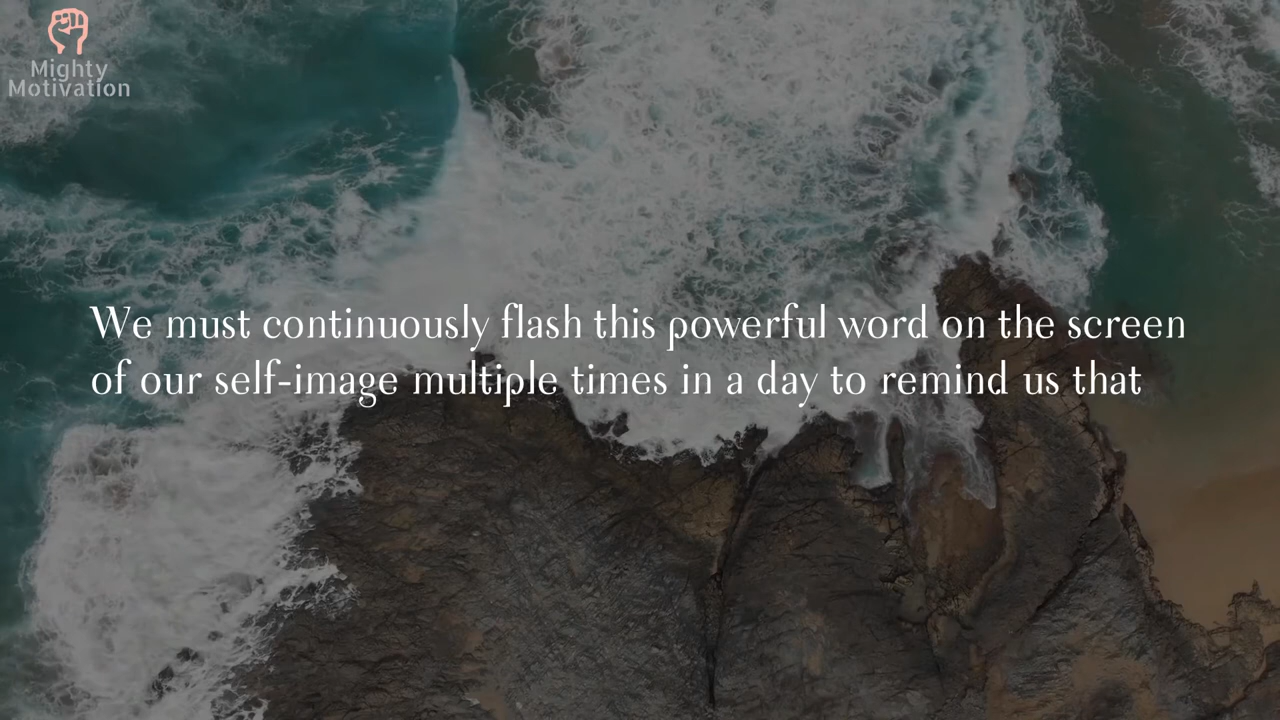 Mighty
Motivation
We must continuously flash this powerful word on the screen
of our self-image multiple times in a day to remind us that